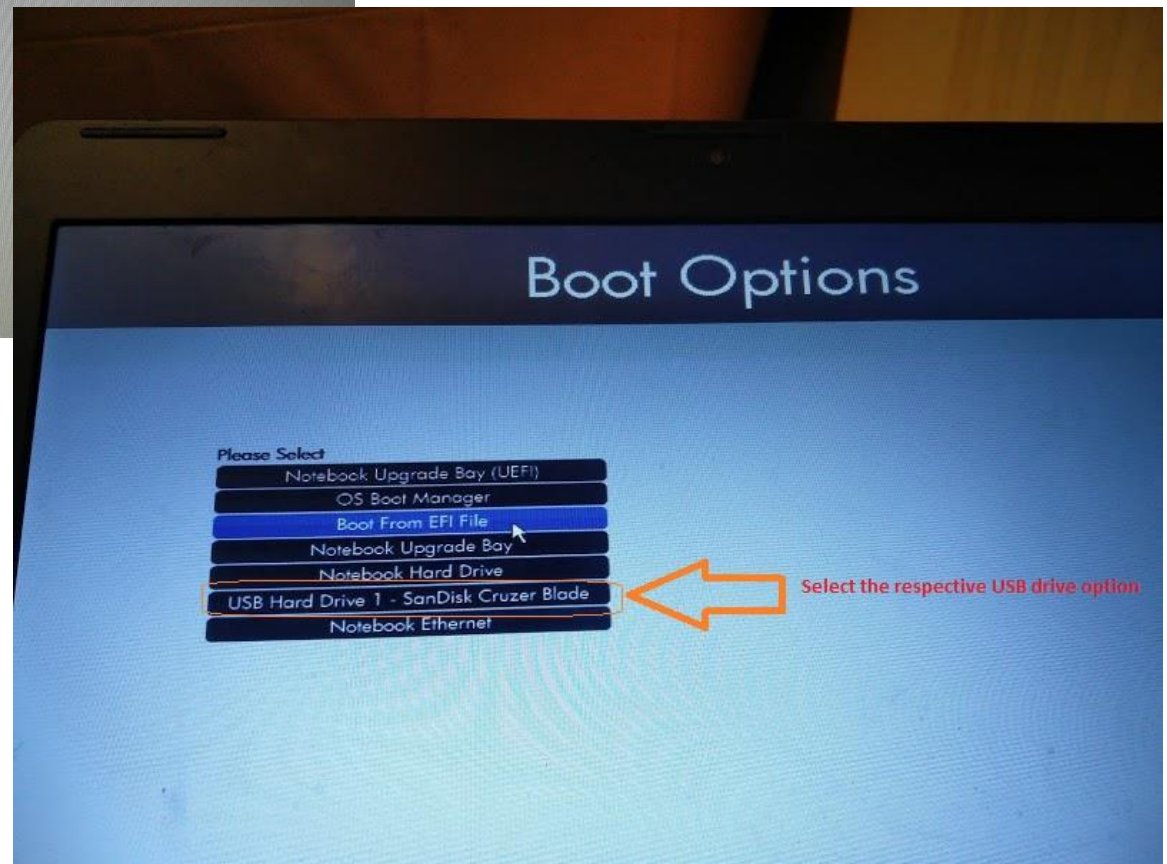 Boot Options
Please Select
Notebook Upgrade Bay (UEFI)
OS Boot Manager
Boot From EFI File
Notebook Upgrade Bay
Notebook Hard Drive
USB Hard Drive 1 - SanDisk Cruzer Blade
Select the respective USB drive option
Notebook Ethernet